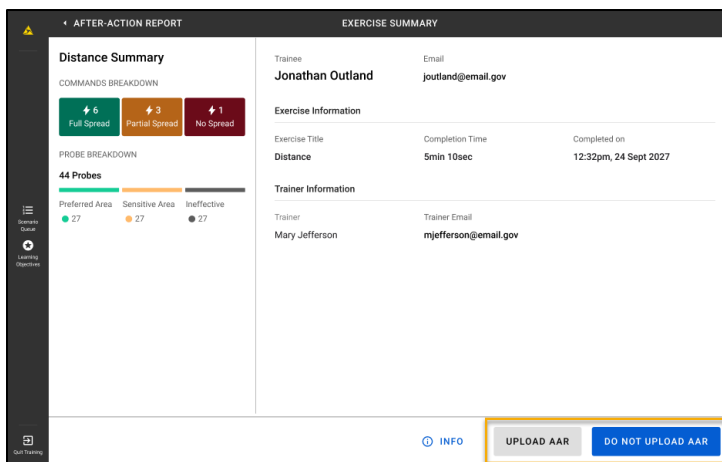 AFTER-ACTION REPORT
EXERCISE SUMMARY
Distance Summary
COMMANDS BREAKDOWN
6
Full Spread
3
Partial Spread
1
No Spread
PROBE BREAKDOWN
44 Probes
Preferred Area
27
Sensitive Area
27
Ineffective
27
Trainee
Jonathan Outland
Email
joutland@email.gov
Exercise Information
Exercise Title
Distance
Completion Time
5min 10sec
Completed on
12:32pm, 24 Sept 2027
Trainer Information
Trainer
Mary Jefferson
Trainer Email
mjefferson@email.gov
Scenario
Queue
Learning
Objectives
Quit Training
INFO
UPLOAD AAR
DO NOT UPLOAD AAR